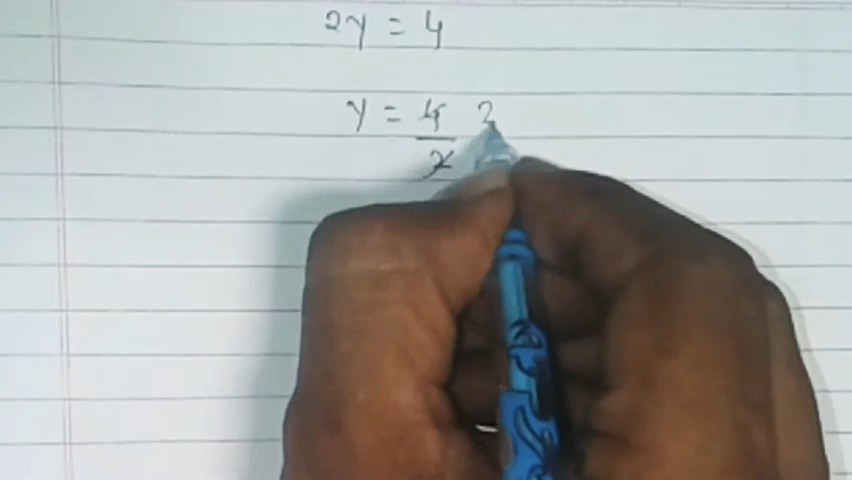 2y = 4
y = 4/2 2